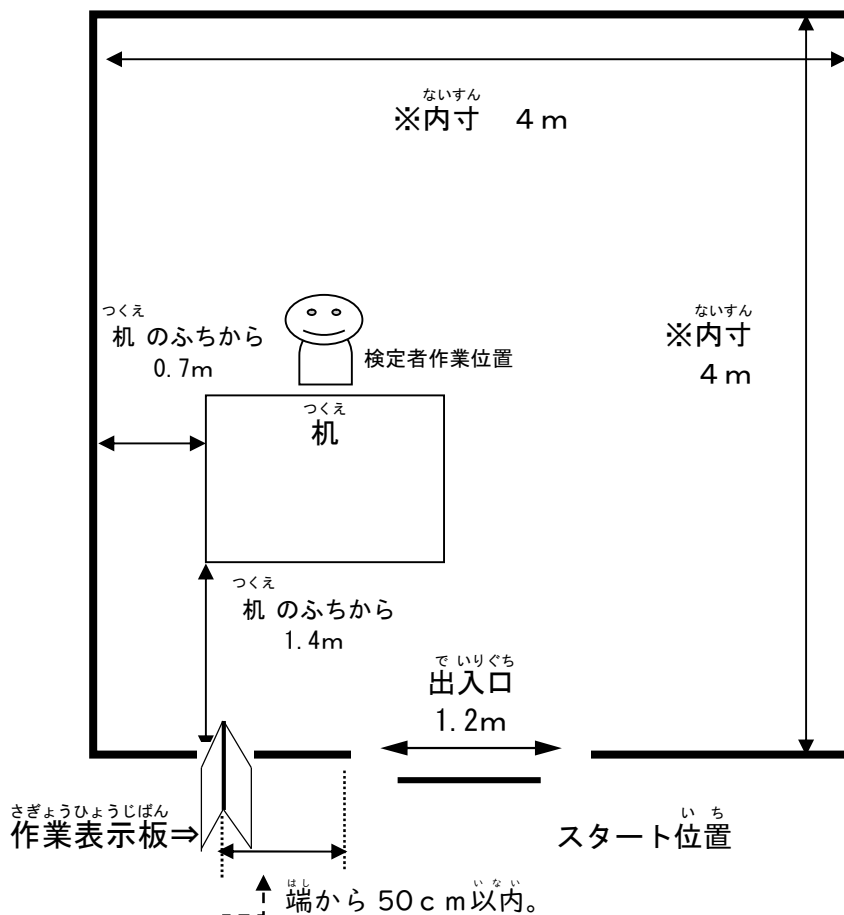 ないすん
※内寸　4ｍ
つくえ
机 のふちから
0.7ｍ
検定者作業位置
ないすん
※内寸
4ｍ
つくえ
机
つくえ
机 のふちから
1.4ｍ
で いりぐち
出入口
1.2ｍ
さぎょうひょうじばん
作業表示板⇒
いち
スタート位置
はし いない
端から 50ｃｍ以内。